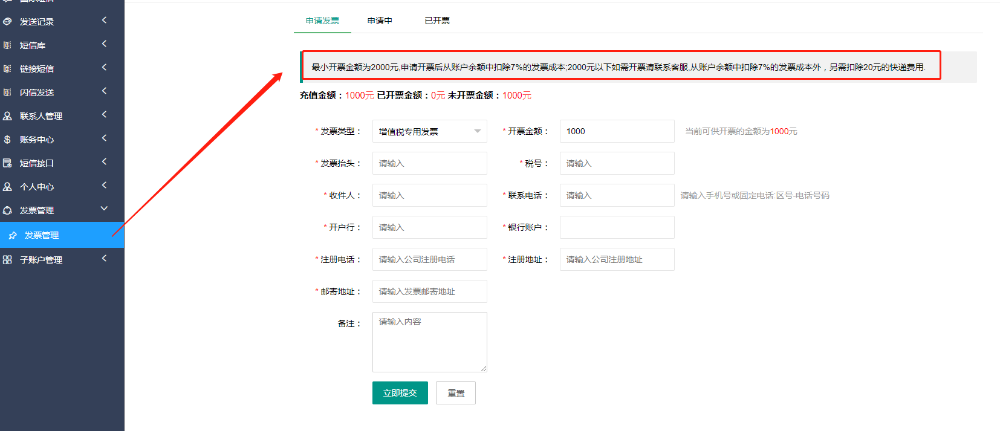 发送记录
短信库
链接短信
闪信发送
联系人管理
账务中心
短信接口
个人中心
发票管理
发票管理
子账户管理
申请发票 申请中 已开票
最小开票金额为2000元,申请开票后从账户余额中扣除7%的发票成本;2000元以下如需开票请联系客服,从账户余额中扣除7%的发票成本外，另需扣除20元的快递费用.
充值金额：1000元 已开票金额：0元 未开票金额：1000元
* 发票类型： 增值税专用发票 * 开票金额： 1000 当前可供开票的金额为1000元
* 发票抬头： 请输入 * 税号： 请输入
* 收件人： 请输入 * 联系电话： 请输入 请输入手机号或固定电话:区号-电话号码
* 开户行： 请输入 * 银行账户：
* 注册电话： 请输入公司注册电话 * 注册地址： 请输入公司注册地址
* 邮寄地址： 请输入发票邮寄地址
备注： 请输入内容
立即提交 重置